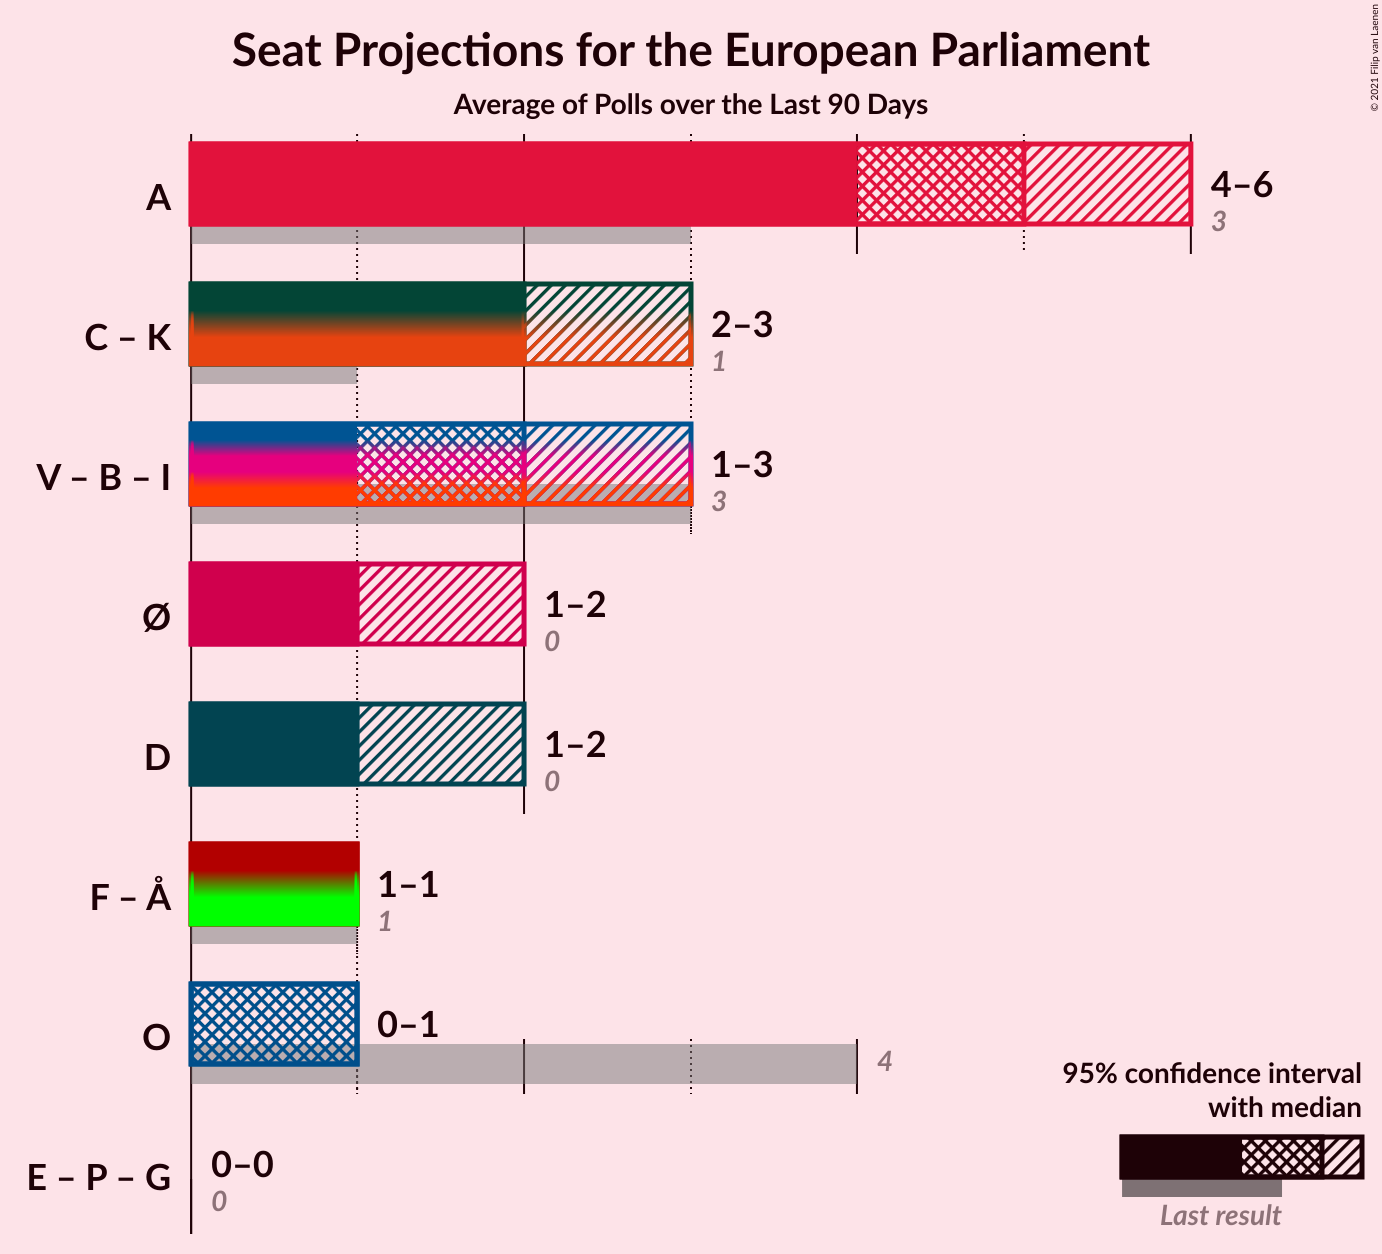 Seat Projections for the European Parliament
Average of Polls over the Last 90 Days
© 2021 Filip van Laenen
A
4–6
3
C – K
2–3
1
V – B – I
1–3
3
Ø
1–2
0
D
1–2
0
F – Å
1–1
1
O
0–1
4
E – P – G
0–0
0
95% confidence interval
with median
Last result